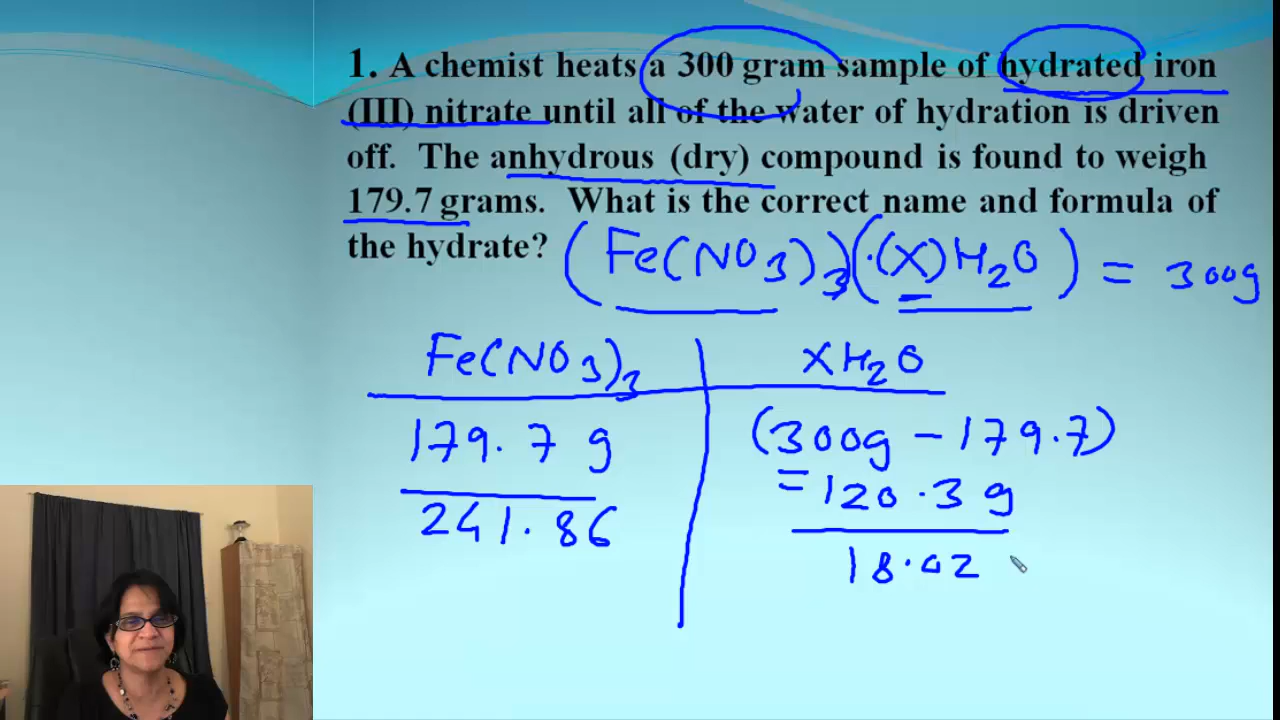 1. A chemist heats a 300 gram sample of hydrated iron
(III) nitrate until all of the water of hydration is driven
off. The anhydrous (dry) compound is found to weigh
179.7 grams. What is the correct name and formula of
the hydrate?
(Fe(NO3)3)(·(X)H2O) = 300g
Fe(NO3)3
XH2O
179.7 g
241.86
(300g - 179.7)
= 120.3 g
18.02